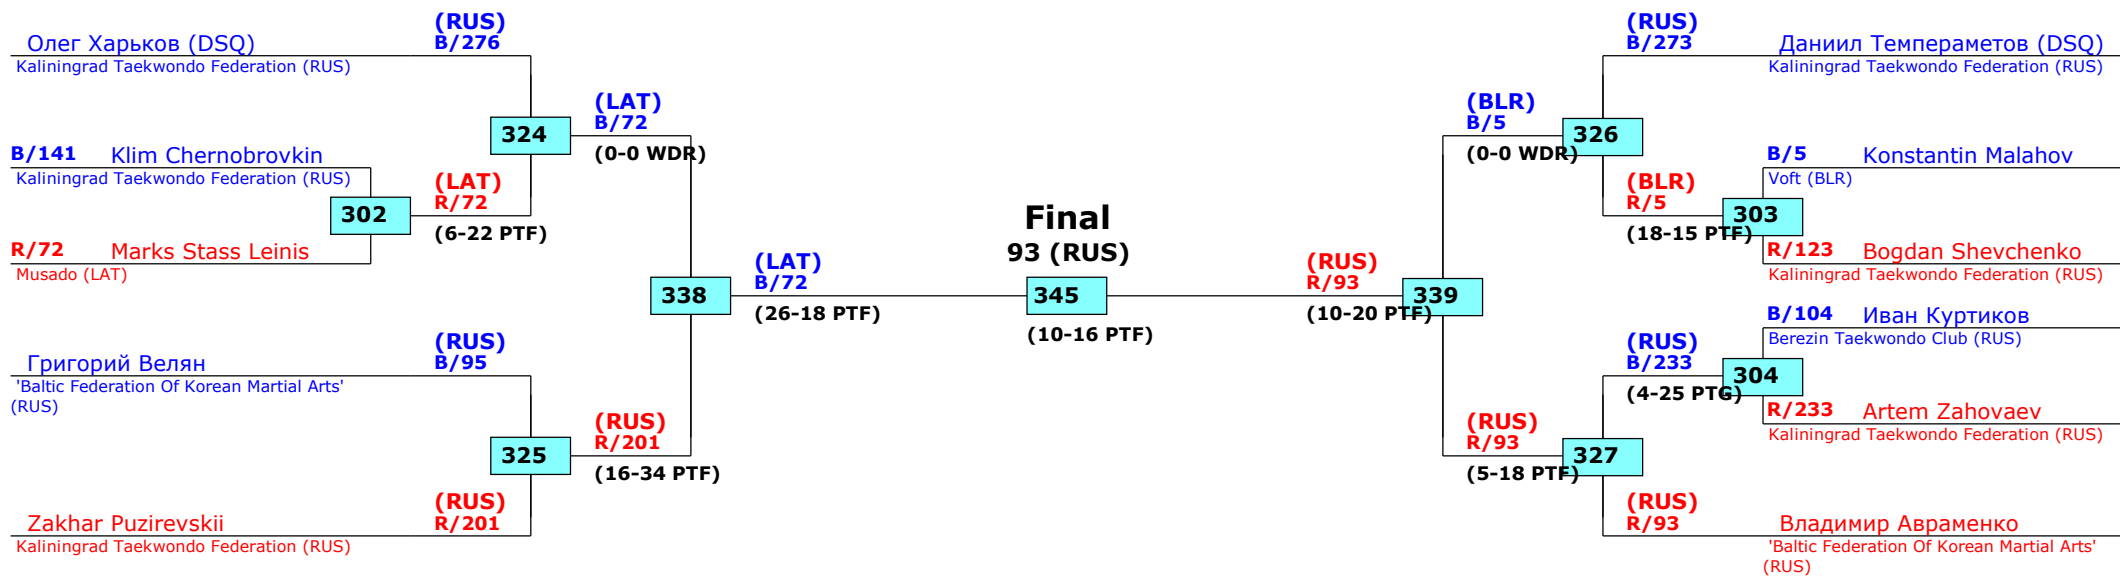 (RUS)
B/276
Олег Харьков (DSQ)
Kaliningrad Taekwondo Federation (RUS)
324
(LAT)
B/72
(0-0 WDR)
B/141 Klim Chernobrovkin
Kaliningrad Taekwondo Federation (RUS)
302
(LAT)
R/72
(6-22 PTF)
R/72 Marks Stass Leinis
Musado (LAT)
338
(LAT)
B/72
(26-18 PTF)
(RUS)
B/95
Григорий Велян
'Baltic Federation Of Korean Martial Arts'
(RUS)
325
(RUS)
R/201
(16-34 PTF)
(RUS)
R/201
Zakhar Puzirevskii
Kaliningrad Taekwondo Federation (RUS)
Final
93 (RUS)
345
(10-16 PTF)
(RUS)
R/93
(10-20 PTF)
339
(BLR)
B/5
(0-0 WDR)
326
(RUS)
B/273
Даниил Темпераметов (DSQ)
Kaliningrad Taekwondo Federation (RUS)
(BLR)
R/5
(18-15 PTF)
303
B/5 Konstantin Malahov
Voft (BLR)
R/123 Bogdan Shevchenko
Kaliningrad Taekwondo Federation (RUS)
(RUS)
R/93
(5-18 PTF)
327
(RUS)
B/233
(4-25 PTG)
304
B/104 Иван Куртиков
Berezin Taekwondo Club (RUS)
R/233 Artem Zahovaev
Kaliningrad Taekwondo Federation (RUS)
(RUS)
R/93
Владимир Авраменко
'Baltic Federation Of Korean Martial Arts'
(RUS)